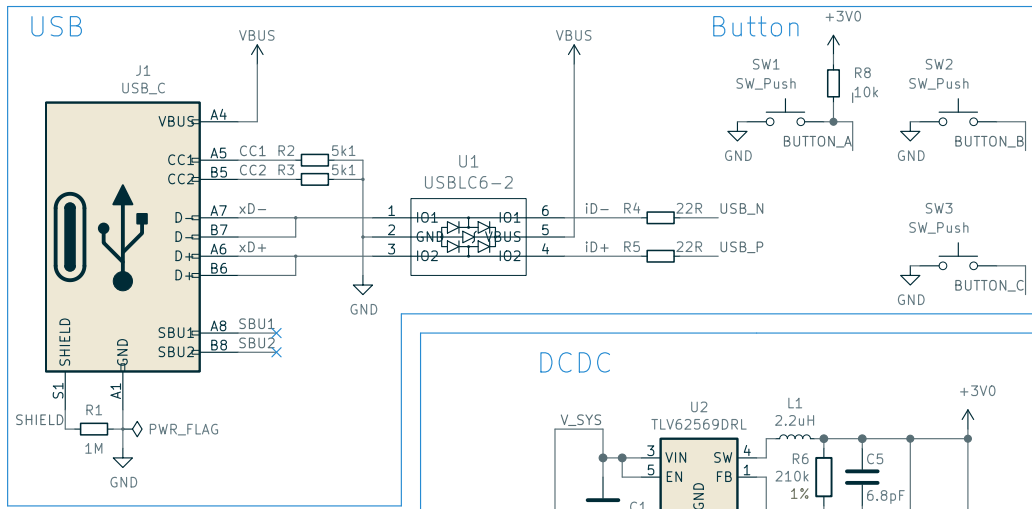 USB
Button
+3V0
VBUS
VBUS
J1
USB_C
SW1
SW_Push
R8
10k
SW2
SW_Push
VBUS
A4
GND
BUTTON_A
GND
BUTTON_B
CC1
A5
CC1
R2
5k1
CC2
B5
CC2
R3
5k1
U1
USBLC6-2
D-
A7
xD-
1
IO1
IO1
6
iD-
R4
22R
USB_N
SW3
SW_Push
D-
B7
2
GND
VBUS
5
D+
A6
xD+
3
IO2
IO2
4
iD+
R5
22R
USB_P
D+
B6
GND
GND
BUTTON_C
SBU1
A8
SBU1
SBU2
B8
SBU2
SHIELD
GND
S1
A1
SHIELD
R1
1M
PWR_FLAG
GND
DCDC
+3V0
V_SYS
U2
TLV62569DRL
L1
2.2uH
3
VIN
SW
4
5
EN
FB
1
GND
R6
210k
1%
C5
6.8pF
C1